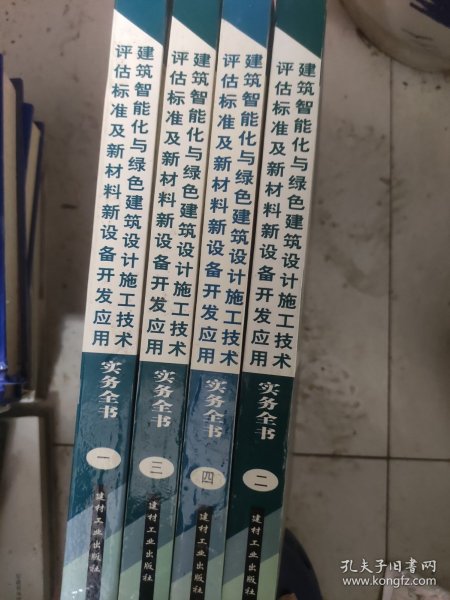 建筑智能化与绿色建筑设计施工技术
评估标准及新材料新设备开发应用
实务全书
一
建材工业出版社
建筑智能化与绿色建筑设计施工技术
评估标准及新材料新设备开发应用
实务全书
三
建材工业出版社
建筑智能化与绿色建筑设计施工技术
评估标准及新材料新设备开发应用
实务全书
四
建材工业出版社
建筑智能化与绿色建筑设计施工技术
评估标准及新材料新设备开发应用
实务全书
二
建材工业出版社
孔夫子旧书网
www.kongfz.com